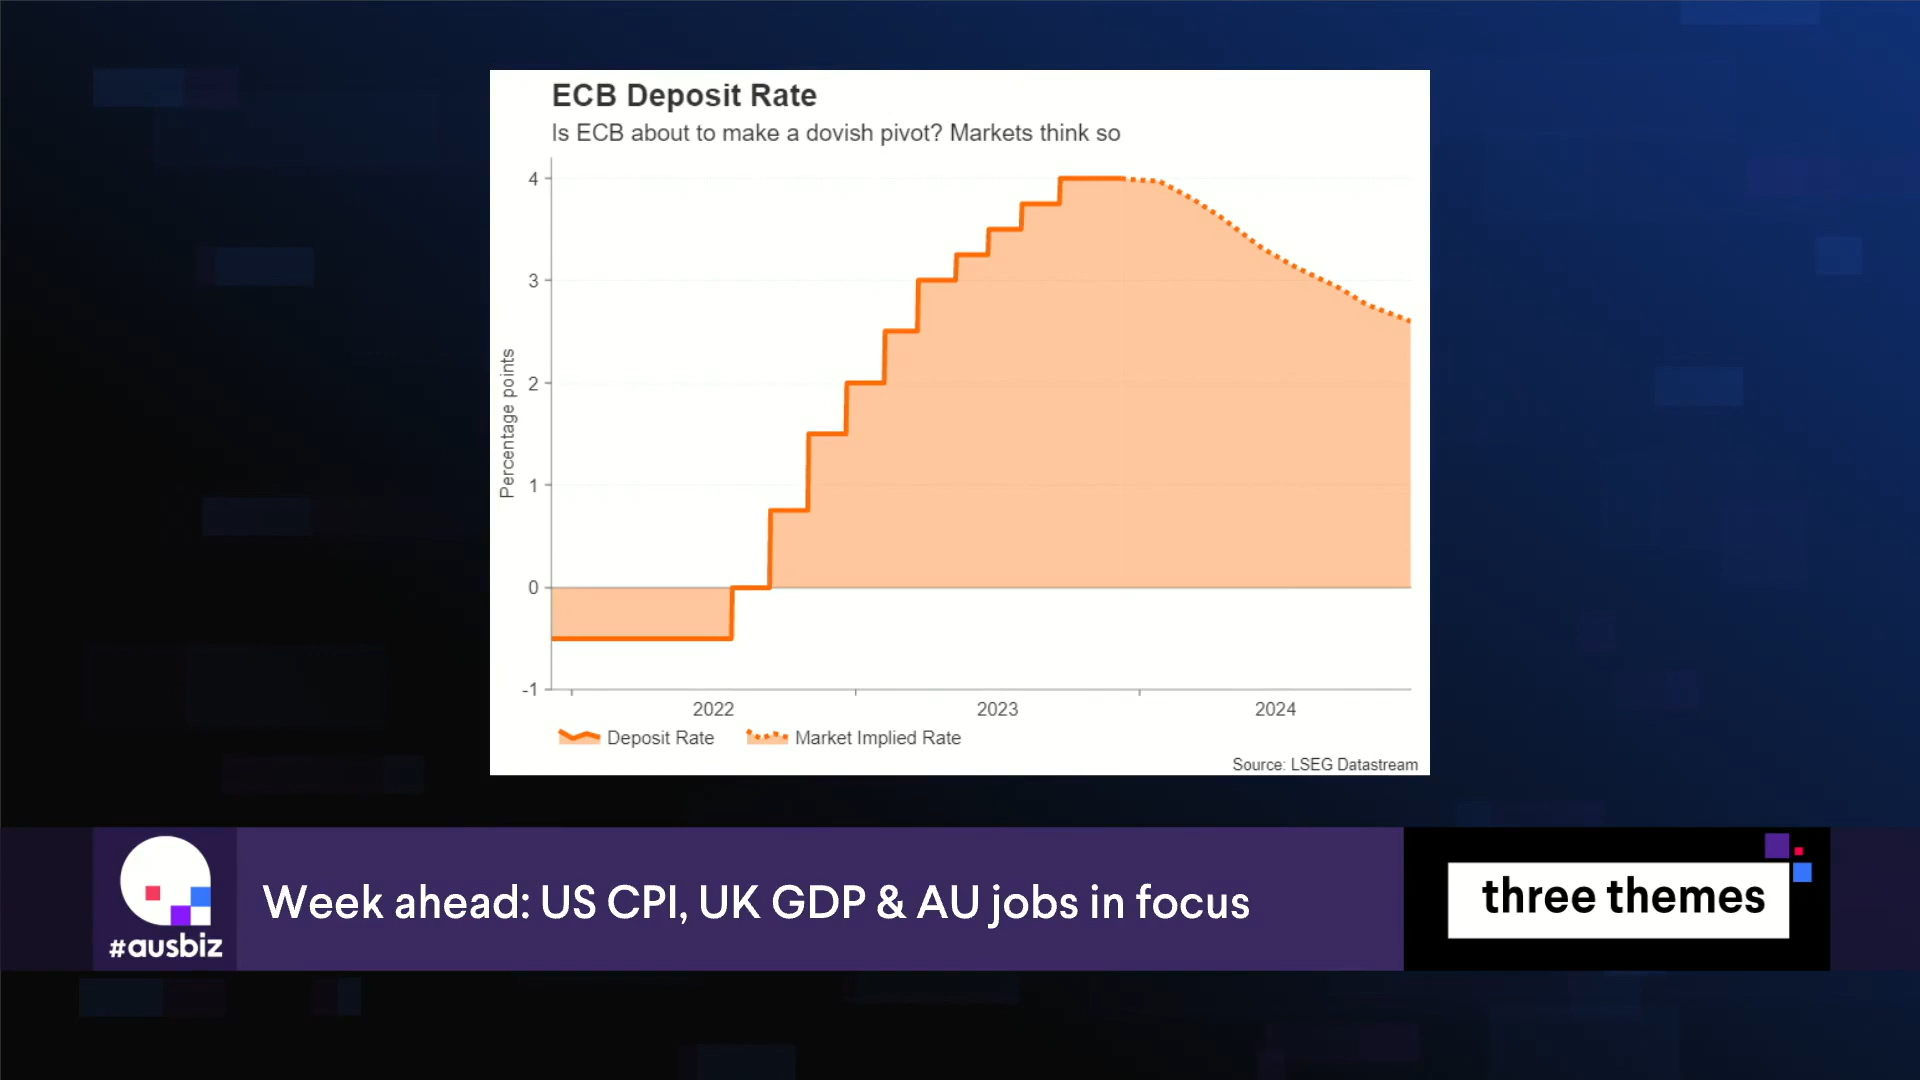 ECB Deposit Rate
Is ECB about to make a dovish pivot? Markets think so
Percentage points
4
3
2
1
0
-1
2022 2023 2024
Deposit Rate Market Implied Rate
Source: LSEG Datastream
#ausbiz
Week ahead: US CPI, UK GDP & AU jobs in focus
three themes